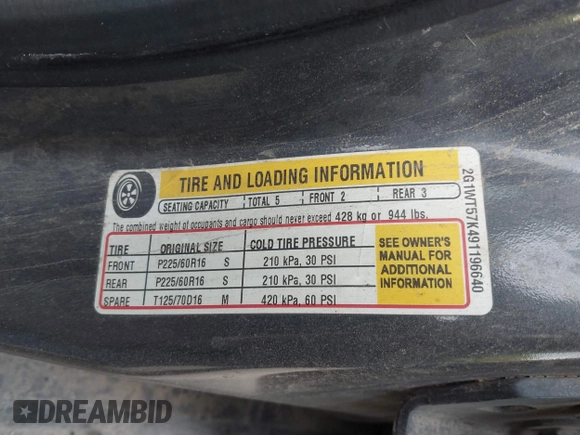 TIRE AND LOADING INFORMATION
SEATING CAPACITY TOTAL 5 FRONT 2 REAR 3
The combined weight of occupants and cargo should never exceed 428 kg or 944 lbs.
TIRE ORIGINAL SIZE COLD TIRE PRESSURE
FRONT P225/60R16 S 210 kPa, 30 PSI
REAR P225/60R16 S 210 kPa, 30 PSI
SPARE T125/70D16 M 420 kPa, 60 PSI
SEE OWNER'S
MANUAL FOR
ADDITIONAL
INFORMATION
2G1WT57K491196640
DREAMBID